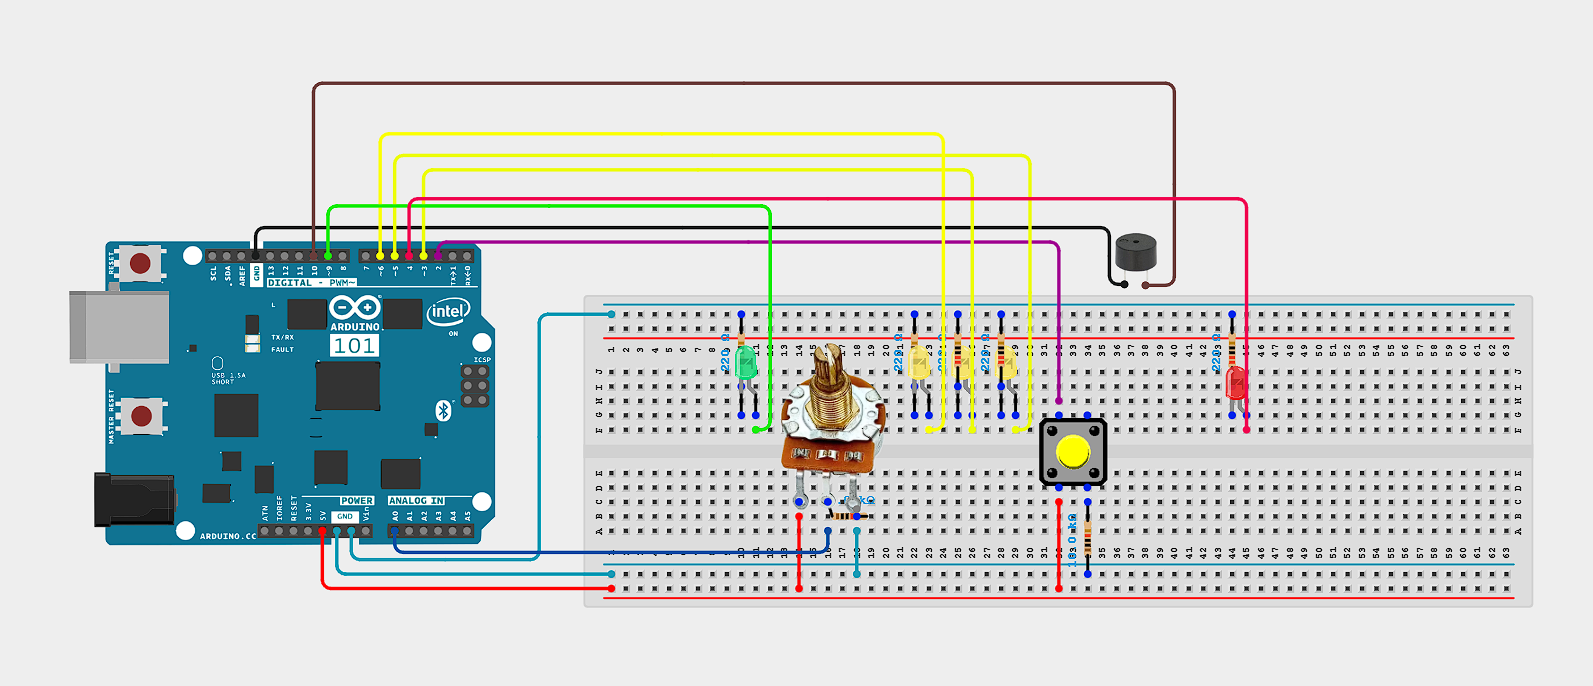 RESET
SCL
SDA
AREF
GND
13
12
11
10
~9
8
7
~6
~5
4
~3
2
TX→1
RX←0
DIGITAL - PWM~
L
TX/RX
FAULT
ARDUINO
101
intel
ON
ICSP
USB 1.5A
SHORT
MASTER RESET
POWER
ANALOG IN
ATN
IOREF
RESET
3.3V
5V
GND
Vin
A0
A1
A2
A3
A4
A5
ARDUINO.CC
220 Ω
220 Ω
220 Ω
220 Ω
kΩ
1 2 3 4 5 6 7 8 9 10 11 12 13 14 15 16 17 18 19 20 21 22 23 24 25 26 27 28 29 30 31 32 33 34 35 36 37 38 39 40 41 42 43 44 45 46 47 48 49 50 51 52 53 54 55 56 57 58 59 60 61 62 63
J J
I I
H H
G G
F F
E E
D D
C C
B B
A A